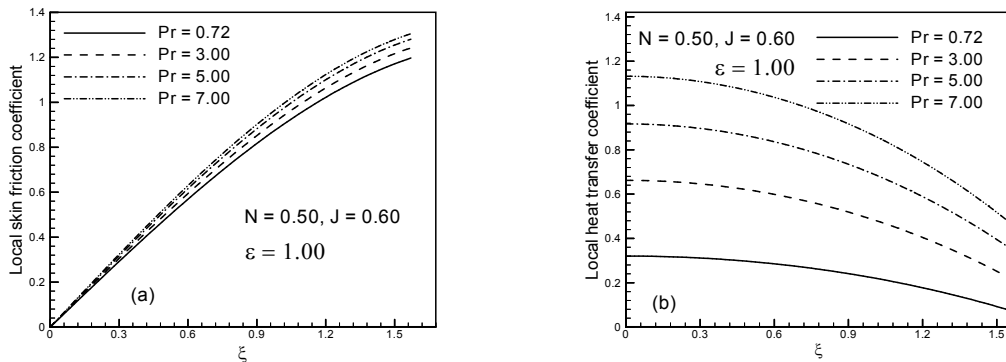 Local skin friction coefficient
1.4
1.2
1
0.8
0.6
0.4
0.2
0
Pr = 0.72
Pr = 3.00
Pr = 5.00
Pr = 7.00
N = 0.50, J = 0.60
ε = 1.00
(a)
0 0.3 0.6 0.9 1.2 1.5
ξ
Local heat transfer coefficient
1.4
1.2
1
0.8
0.6
0.4
0.2
0
N = 0.50, J = 0.60
ε = 1.00
Pr = 0.72
Pr = 3.00
Pr = 5.00
Pr = 7.00
(b)
0 0.3 0.6 0.9 1.2 1.5
ξ